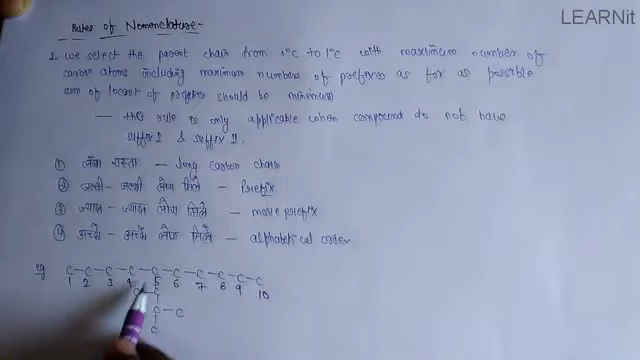 LEARNit
Rules of Nomenclature-
1. we select the parent chain from 1°c to 1°c with maximum number of
carbon atoms including maximum numbers of prefixes as for as possible
sum of locant of prefixes should be minimum
— this rule is only applicable when compound do not have
suffix I & suffix II.
① लंबा रास्ता — long carbon chain
② जल्दी - जल्दी लोग मिले — Prefix
③ ज्यादा - ज्यादा लोग मिले — more prefix
④ अच्छे - अच्छे लोग मिले — alphabetical order
eg C-C-C-C-C-C-C-C-C-C
1 2 3 4 5 6 7 8 9 10
C
C-C
C